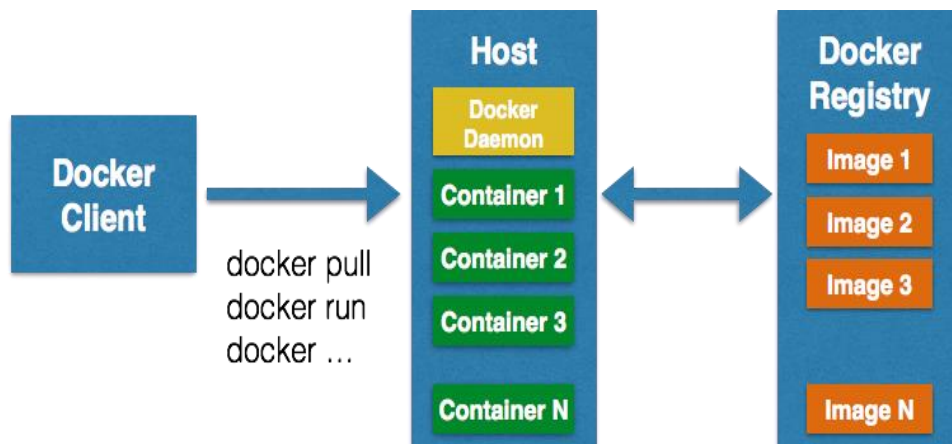 Docker
Client
docker pull
docker run
docker ...
Host
Docker
Daemon
Container 1
Container 2
Container 3
Container N
Docker
Registry
Image 1
Image 2
Image 3
Image N